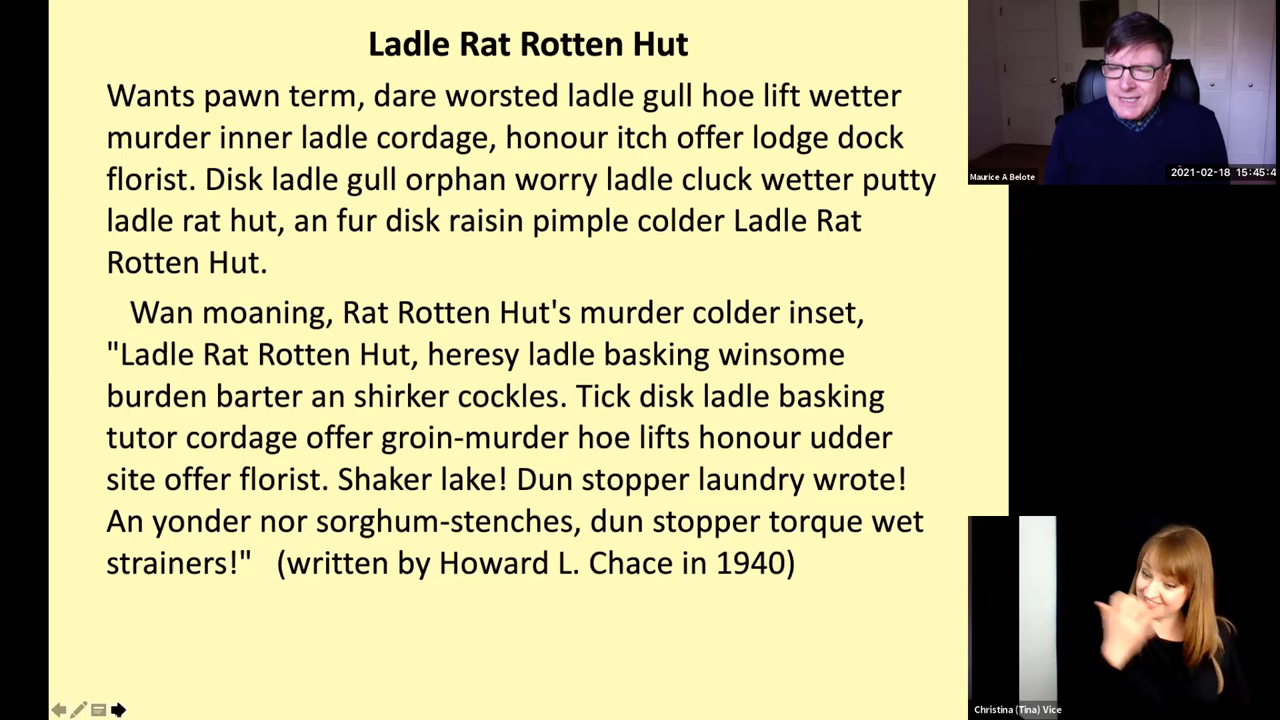 Ladle Rat Rotten Hut
Wants pawn term, dare worsted ladle gull hoe lift wetter
murder inner ladle cordage, honour itch offer lodge dock
florist. Disk ladle gull orphan worry ladle cluck wetter putty
ladle rat hut, an fur disk raisin pimple colder Ladle Rat
Rotten Hut.
Wan moaning, Rat Rotten Hut's murder colder inset,
"Ladle Rat Rotten Hut, heresy ladle basking winsome
burden barter an shirker cockles. Tick disk ladle basking
tutor cordage offer groin-murder hoe lifts honour udder
site offer florist. Shaker lake! Dun stopper laundry wrote!
An yonder nor sorghum-stenches, dun stopper torque wet
strainers!" (written by Howard L. Chace in 1940)
Maurice A Belote
2021-02-18 15:45:4
Christina (Tina) Vice